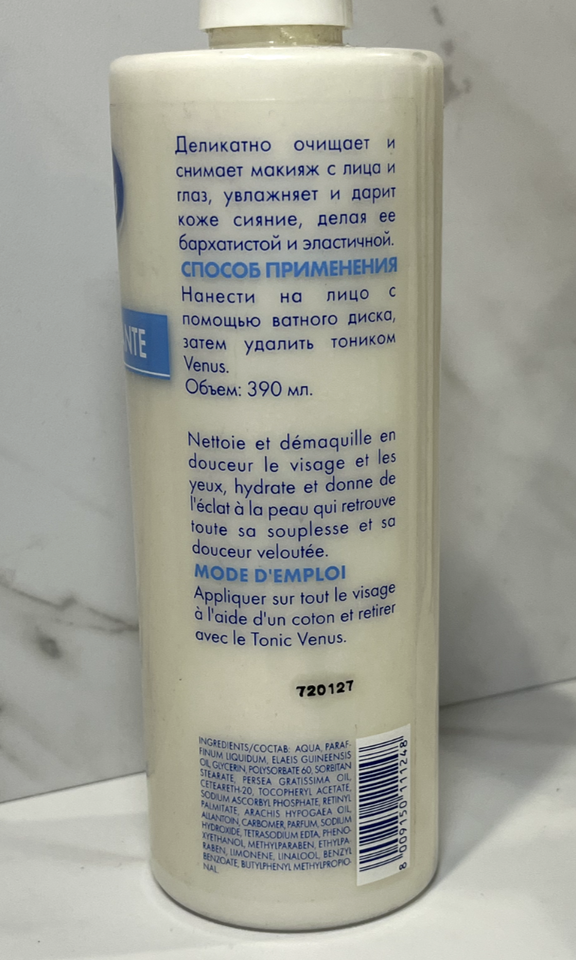 Деликатно очищает и
снимает макияж с лица и
глаз, увлажняет и дарит
коже сияние, делая ее
бархатистой и эластичной.
СПОСОБ ПРИМЕНЕНИЯ
Нанести на лицо с
помощью ватного диска,
затем удалить тоником
Venus.
Объем: 390 мл.
NTE
Nettoie et démaquille en
douceur le visage et les
yeux, hydrate et donne de
l'éclat à la peau qui retrouve
toute sa souplesse et sa
douceur veloutée.
MODE D'EMPLOI
Appliquer sur tout le visage
à l'aide d'un coton et retirer
avec le Tonic Venus.
720127
INGREDIENTS/СОСТАВ: AQUA, PARAF-
FINUM LIQUIDUM, ELAEIS GUINEENSIS
OIL, GLYCERIN, POLYSORBATE 60, SORBITAN
STEARATE, PERSEA GRATISSIMA OIL,
CETEARETH-20, TOCOPHERYL ACETATE,
SODIUM ASCORBYL PHOSPHATE, RETINYL
PALMITATE, ARACHIS HYPOGAEA OIL,
ALLANTOIN, CARBOMER, PARFUM, SODIUM
HYDROXIDE, TETRASODIUM EDTA, PHENO-
XYETHANOL, METHYLPARABEN, ETHYLPA-
RABEN, LIMONENE, LINALOOL, BENZYL
BENZOATE, BUTYLPHENYL METHYLPROPIO-
NAL.
8 009150 111248